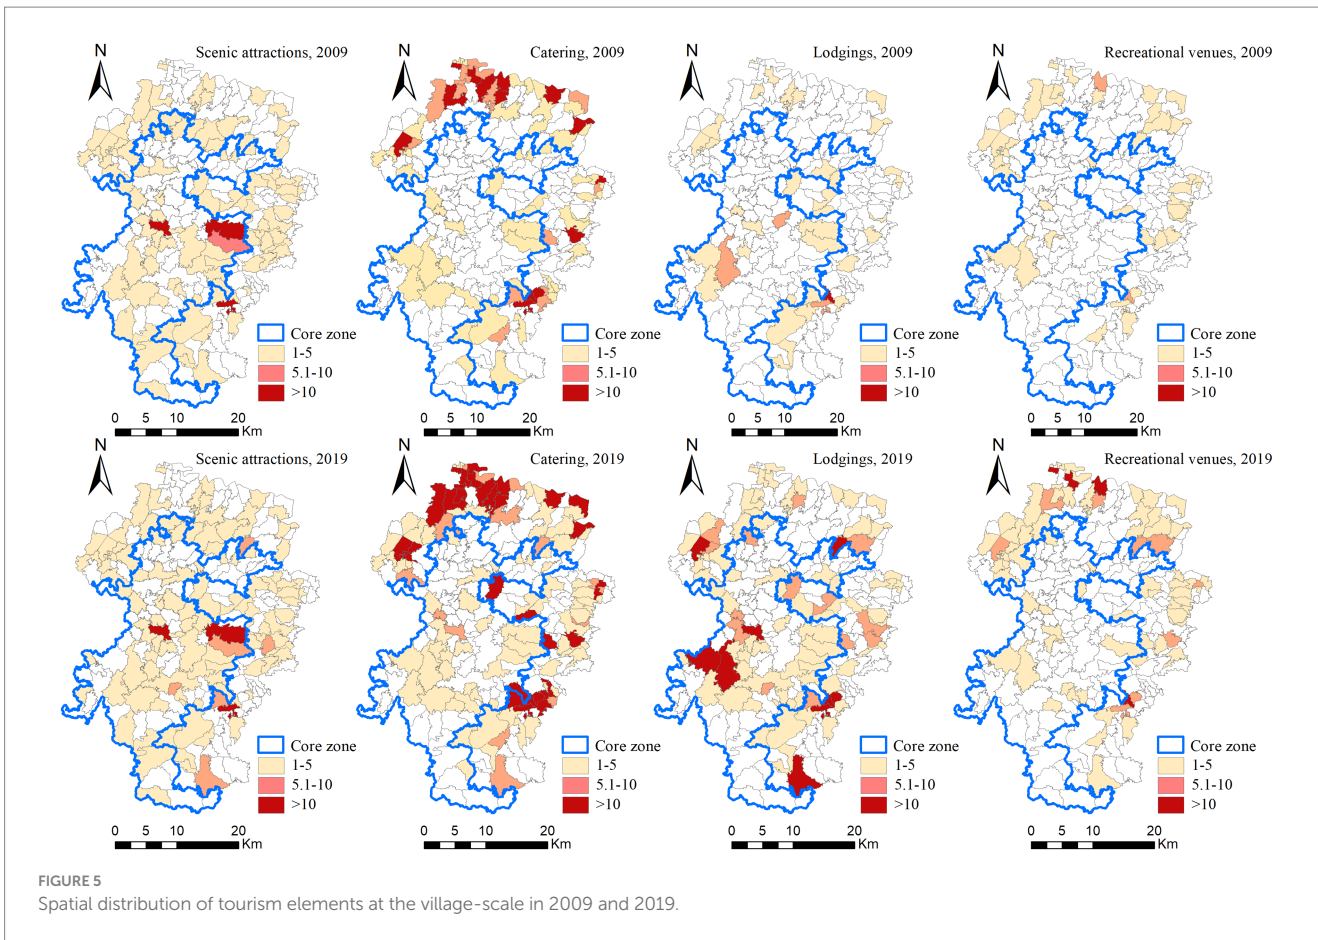 N
Scenic attractions, 2009
Core zone
1-5
5.1-10
>10
0 5 10 20
Km
N
Catering, 2009
Core zone
1-5
5.1-10
>10
0 5 10 20
Km
N
Lodgings, 2009
Core zone
1-5
5.1-10
>10
0 5 10 20
Km
N
Recreational venues, 2009
Core zone
1-5
5.1-10
>10
0 5 10 20
Km
N
Scenic attractions, 2019
Core zone
1-5
5.1-10
>10
0 5 10 20
Km
N
Catering, 2019
Core zone
1-5
5.1-10
>10
0 5 10 20
Km
N
Lodgings, 2019
Core zone
1-5
5.1-10
>10
0 5 10 20
Km
N
Recreational venues, 2019
Core zone
1-5
5.1-10
>10
0 5 10 20
Km
FIGURE 5
Spatial distribution of tourism elements at the village-scale in 2009 and 2019.